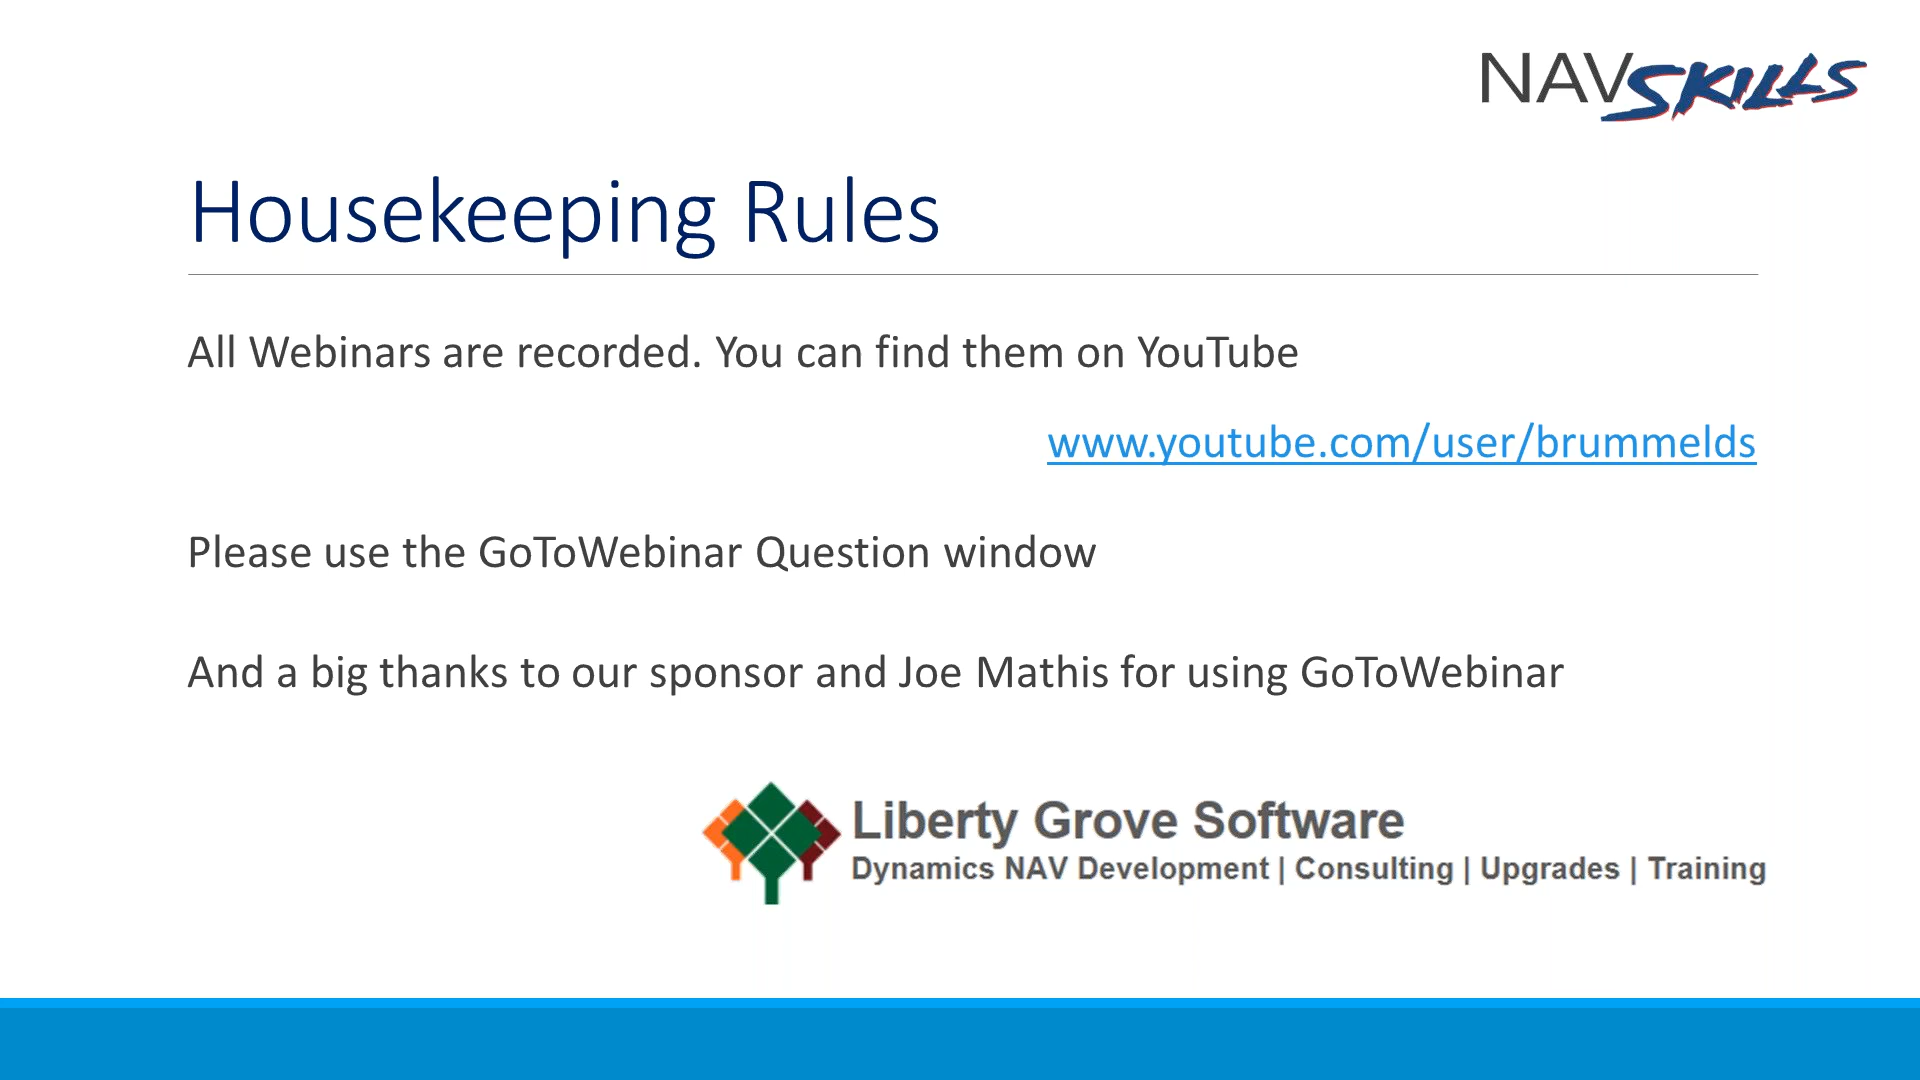 NAVSKILLS
Housekeeping Rules
All Webinars are recorded. You can find them on YouTube
www.youtube.com/user/brummelds
Please use the GoToWebinar Question window
And a big thanks to our sponsor and Joe Mathis for using GoToWebinar
Liberty Grove Software
Dynamics NAV Development | Consulting | Upgrades | Training